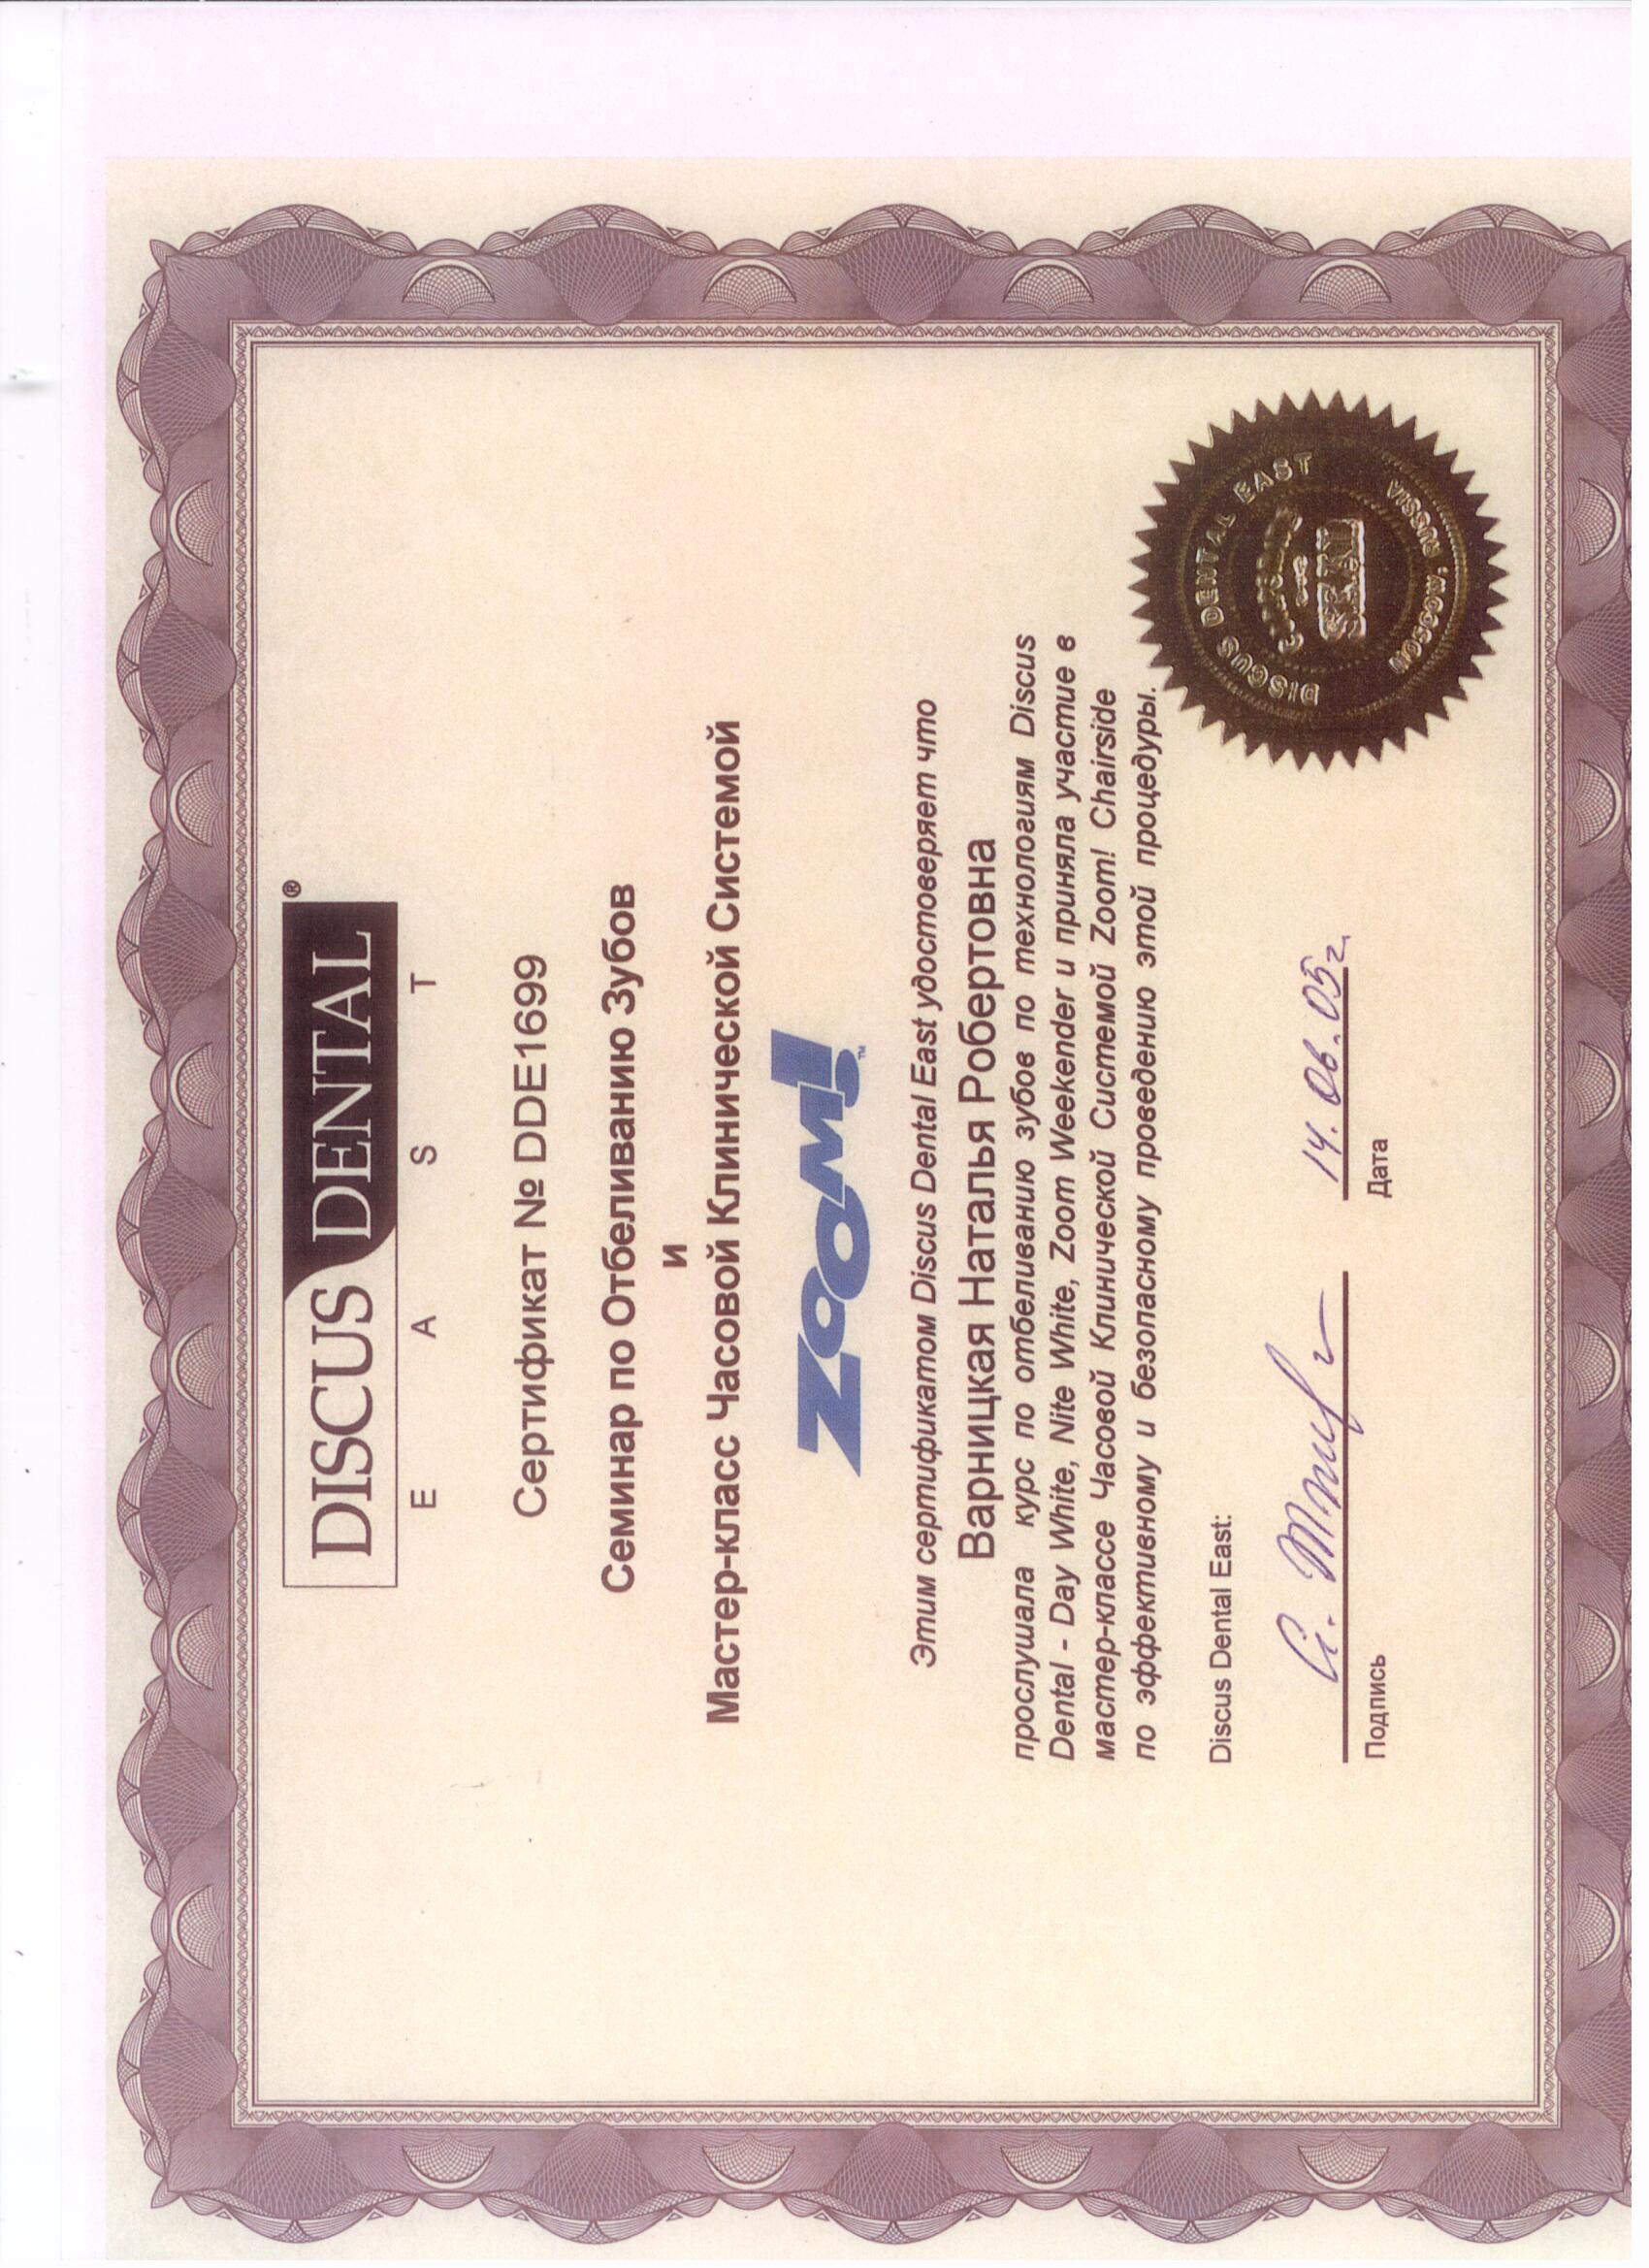 DISCUS DENTAL®
E A S T
Сертификат № DDE1699
Семинар по Отбеливанию Зубов
и
Мастер-класс Часовой Клинической Системой
ZOOM!™
Этим сертификатом Discus Dental East удостоверяет что
Варницкая Наталья Робертовна
прослушала курс по отбеливанию зубов по технологиям Discus
Dental - Day White, Nite White, Zoom Weekender и приняла участие в
мастер-классе Часовой Клинической Системой Zoom! Chairside
по эффективному и безопасному проведению этой процедуры.
Discus Dental East:
14.06.05г.
Подпись
Дата
DISCUS DENTAL EAST
SEAL
MOSCOW, RUSSIA